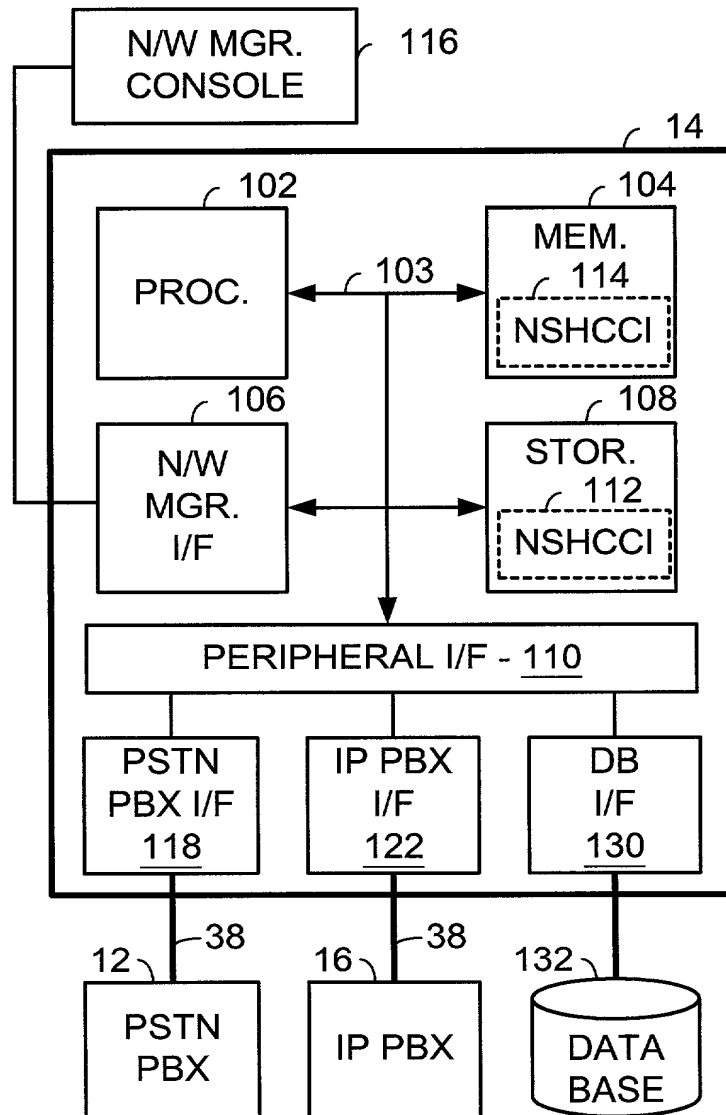 N/W MGR.
CONSOLE
116
14
102
PROC.
103
104
MEM.
114
NSHCCI
106
N/W
MGR.
I/F
108
STOR.
112
NSHCCI
PERIPHERAL I/F - 110
PSTN
PBX I/F
118
IP PBX
I/F
122
DB
I/F
130
38
38
12
PSTN
PBX
16
IP PBX
132
DATA
BASE